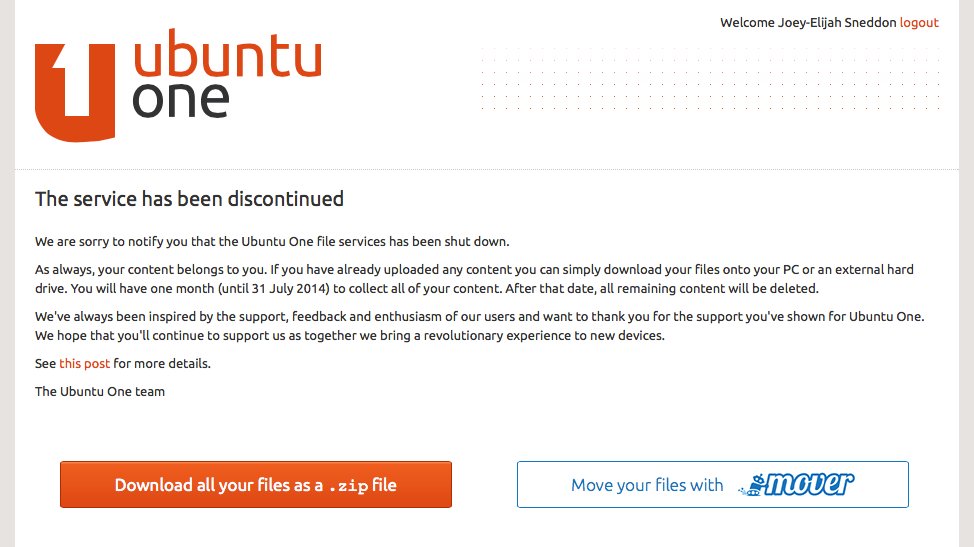 Welcome Joey-Elijah Sneddon logout
ubuntu
one
The service has been discontinued
We are sorry to notify you that the Ubuntu One file services has been shut down.
As always, your content belongs to you. If you have already uploaded any content you can simply download your files onto your PC or an external hard
drive. You will have one month (until 31 July 2014) to collect all of your content. After that date, all remaining content will be deleted.
We've always been inspired by the support, feedback and enthusiasm of our users and want to thank you for the support you've shown for Ubuntu One.
We hope that you'll continue to support us as together we bring a revolutionary experience to new devices.
See this post for more details.
The Ubuntu One team
Download all your files as a .zip file
Move your files with mover